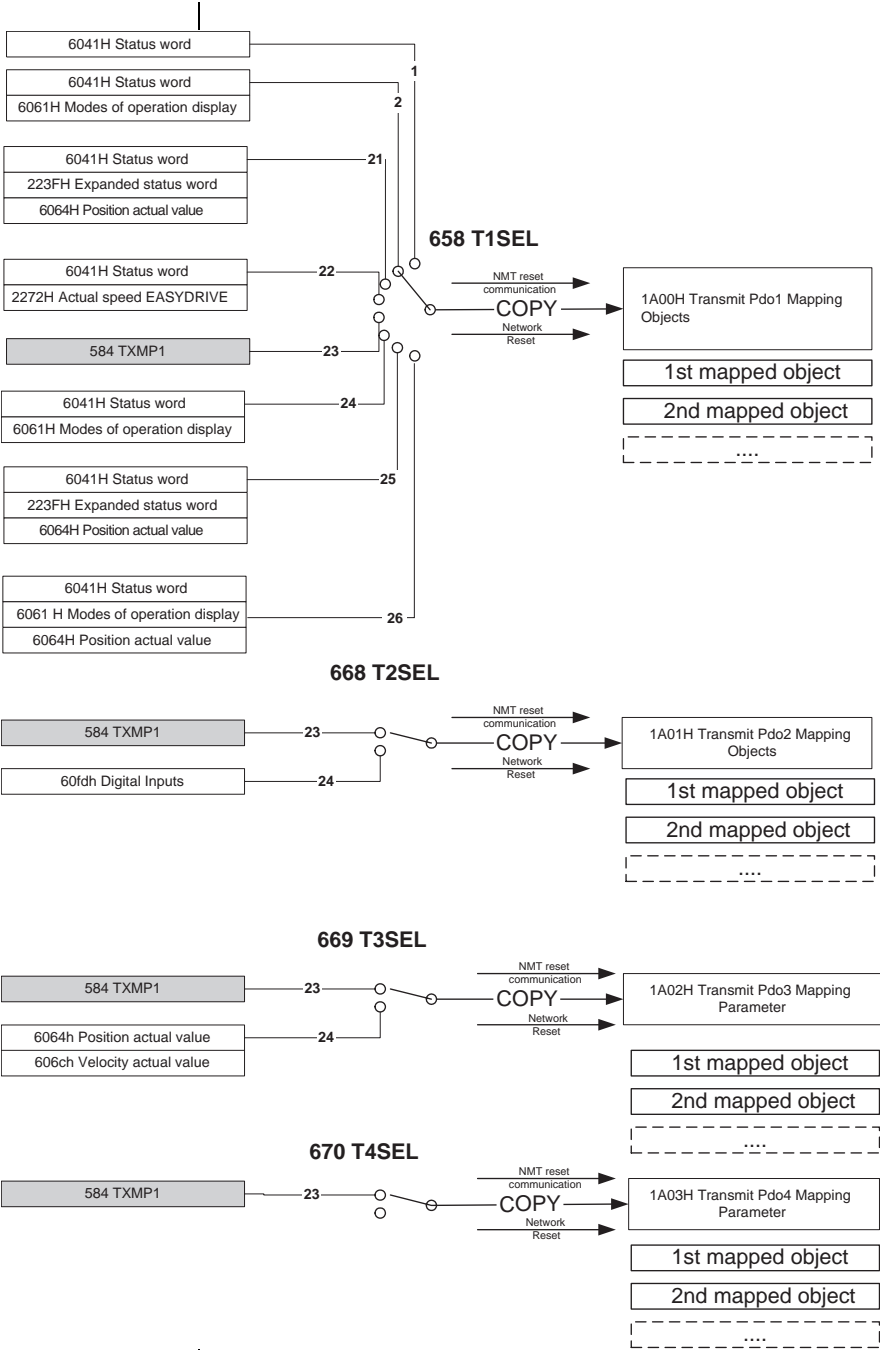 6041H Status word
1
6041H Status word
6061H Modes of operation display
2
6041H Status word
223FH Expanded status word
6064H Position actual value
21
658 T1SEL
6041H Status word
2272H Actual speed EASYDRIVE
22
NMT reset
communication
COPY
Network
Reset
1A00H Transmit Pdo1 Mapping
Objects
584 TXMP1
23
1st mapped object
2nd mapped object
....
6041H Status word
6061H Modes of operation display
24
6041H Status word
223FH Expanded status word
6064H Position actual value
25
6041H Status word
6061 H Modes of operation display
6064H Position actual value
26
668 T2SEL
584 TXMP1
23
60fdh Digital Inputs
24
NMT reset
communication
COPY
Network
Reset
1A01H Transmit Pdo2 Mapping
Objects
1st mapped object
2nd mapped object
....
669 T3SEL
584 TXMP1
23
6064h Position actual value
606ch Velocity actual value
24
NMT reset
communication
COPY
Network
Reset
1A02H Transmit Pdo3 Mapping
Parameter
1st mapped object
2nd mapped object
....
670 T4SEL
584 TXMP1
23
NMT reset
communication
COPY
Network
Reset
1A03H Transmit Pdo4 Mapping
Parameter
1st mapped object
2nd mapped object
....